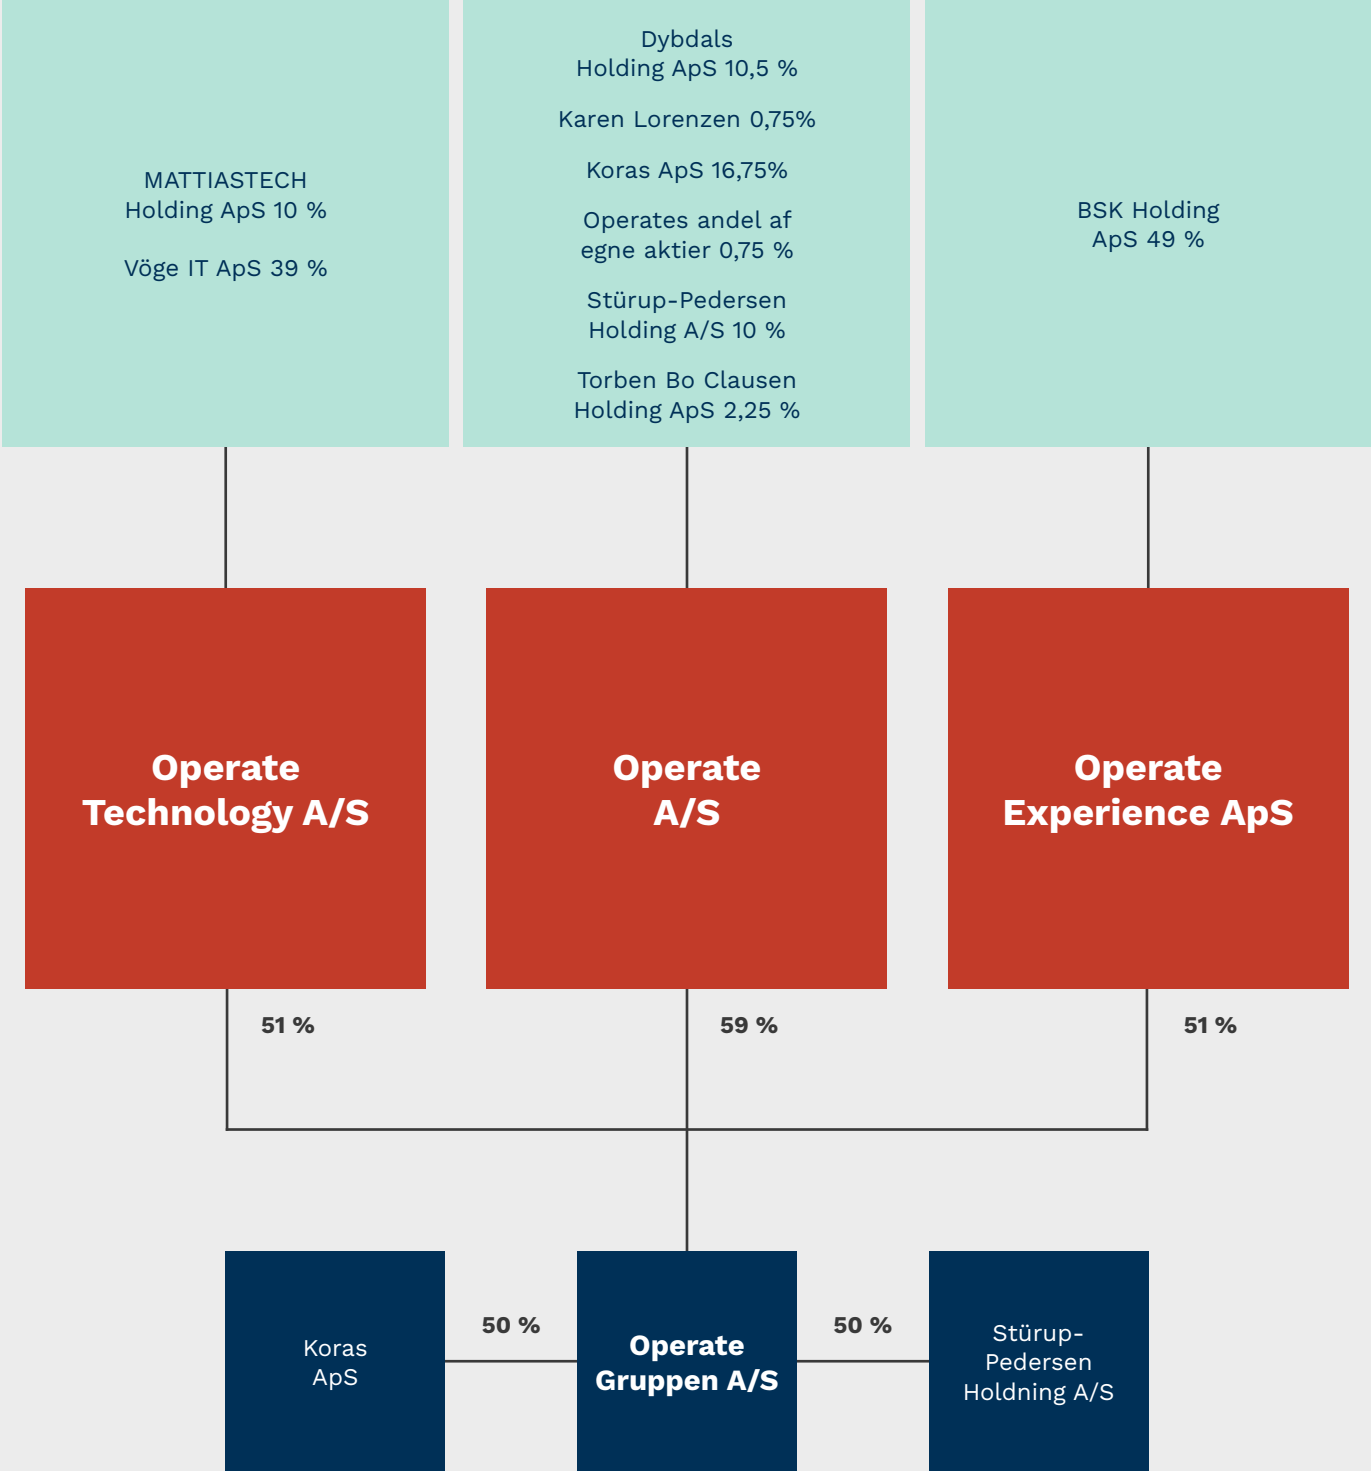 MATTIASTECH
Holding ApS 10 %
Vöge IT ApS 39 %
Dybdals
Holding ApS 10,5 %
Karen Lorenzen 0,75%
Koras ApS 16,75%
Operates andel af
egne aktier 0,75 %
Stürup-Pedersen
Holding A/S 10 %
Torben Bo Clausen
Holding ApS 2,25 %
BSK Holding
ApS 49 %
Operate
Technology A/S
Operate
A/S
Operate
Experience ApS
51 %
59 %
51 %
Koras
ApS
50 %
Operate
Gruppen A/S
50 %
Stürup-
Pedersen
Holdning A/S